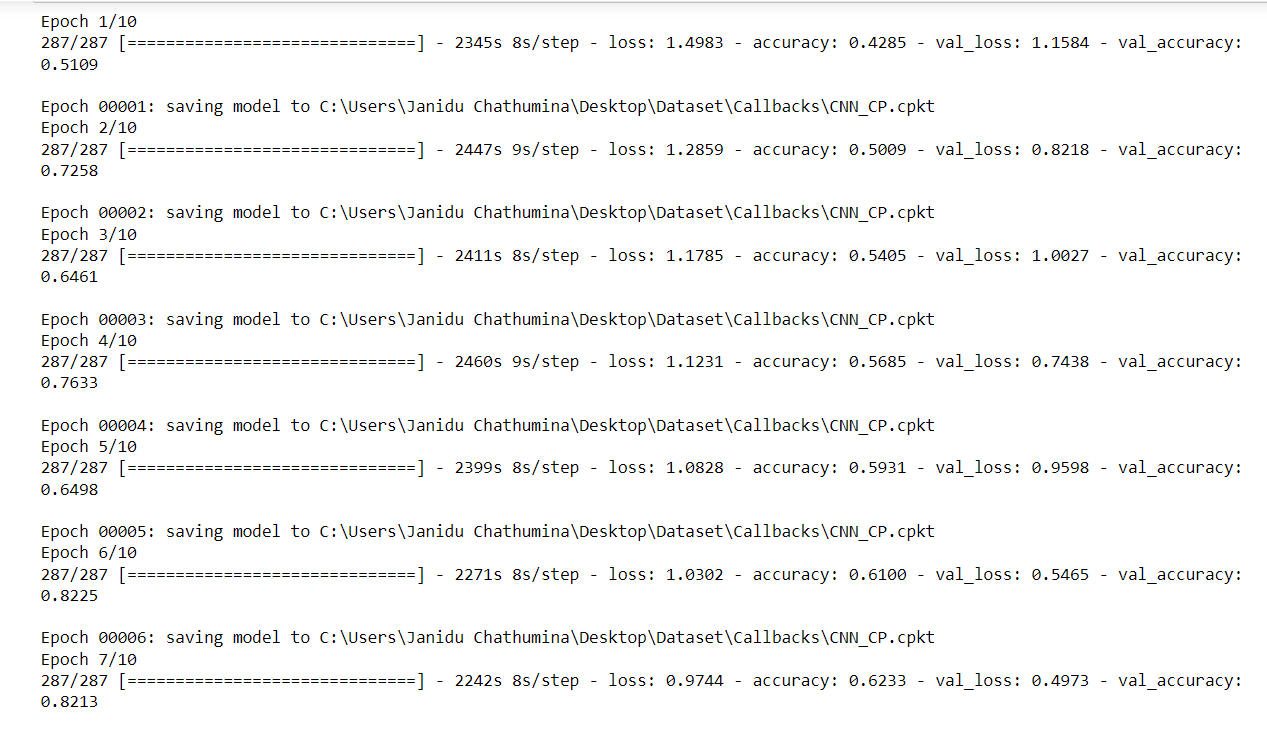 Epoch 1/10
287/287 [==============================] - 2345s 8s/step - loss: 1.4983 - accuracy: 0.4285 - val_loss: 1.1584 - val_accuracy:
0.5109
Epoch 00001: saving model to C:\Users\Janidu Chathumina\Desktop\Dataset\Callbacks\CNN_CP.cpkt
Epoch 2/10
287/287 [==============================] - 2447s 9s/step - loss: 1.2859 - accuracy: 0.5009 - val_loss: 0.8218 - val_accuracy:
0.7258
Epoch 00002: saving model to C:\Users\Janidu Chathumina\Desktop\Dataset\Callbacks\CNN_CP.cpkt
Epoch 3/10
287/287 [==============================] - 2411s 8s/step - loss: 1.1785 - accuracy: 0.5405 - val_loss: 1.0027 - val_accuracy:
0.6461
Epoch 00003: saving model to C:\Users\Janidu Chathumina\Desktop\Dataset\Callbacks\CNN_CP.cpkt
Epoch 4/10
287/287 [==============================] - 2460s 9s/step - loss: 1.1231 - accuracy: 0.5685 - val_loss: 0.7438 - val_accuracy:
0.7633
Epoch 00004: saving model to C:\Users\Janidu Chathumina\Desktop\Dataset\Callbacks\CNN_CP.cpkt
Epoch 5/10
287/287 [==============================] - 2399s 8s/step - loss: 1.0828 - accuracy: 0.5931 - val_loss: 0.9598 - val_accuracy:
0.6498
Epoch 00005: saving model to C:\Users\Janidu Chathumina\Desktop\Dataset\Callbacks\CNN_CP.cpkt
Epoch 6/10
287/287 [==============================] - 2271s 8s/step - loss: 1.0302 - accuracy: 0.6100 - val_loss: 0.5465 - val_accuracy:
0.8225
Epoch 00006: saving model to C:\Users\Janidu Chathumina\Desktop\Dataset\Callbacks\CNN_CP.cpkt
Epoch 7/10
287/287 [==============================] - 2242s 8s/step - loss: 0.9744 - accuracy: 0.6233 - val_loss: 0.4973 - val_accuracy:
0.8213